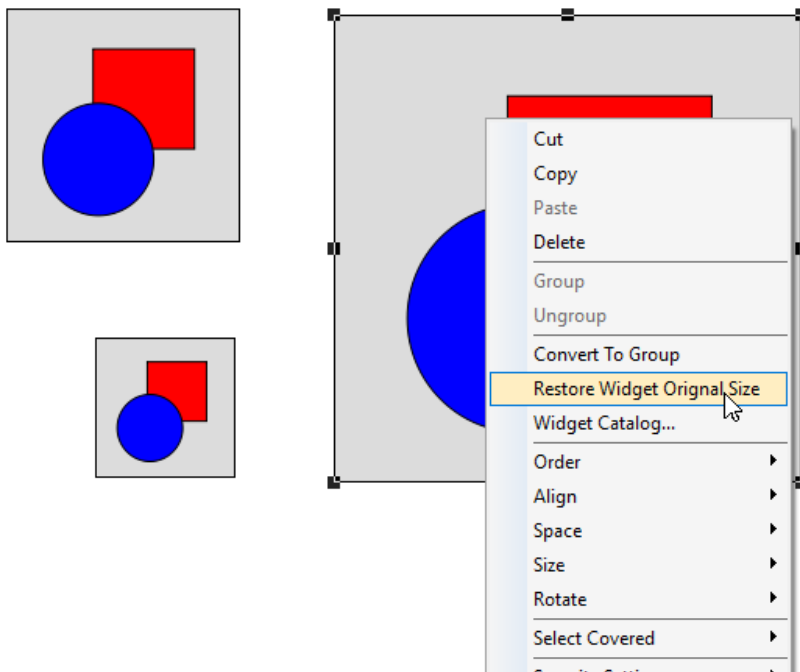 Cut
Copy
Paste
Delete
Group
Ungroup
Convert To Group
Restore Widget Orignal Size
Widget Catalog...
Order
Align
Space
Size
Rotate
Select Covered